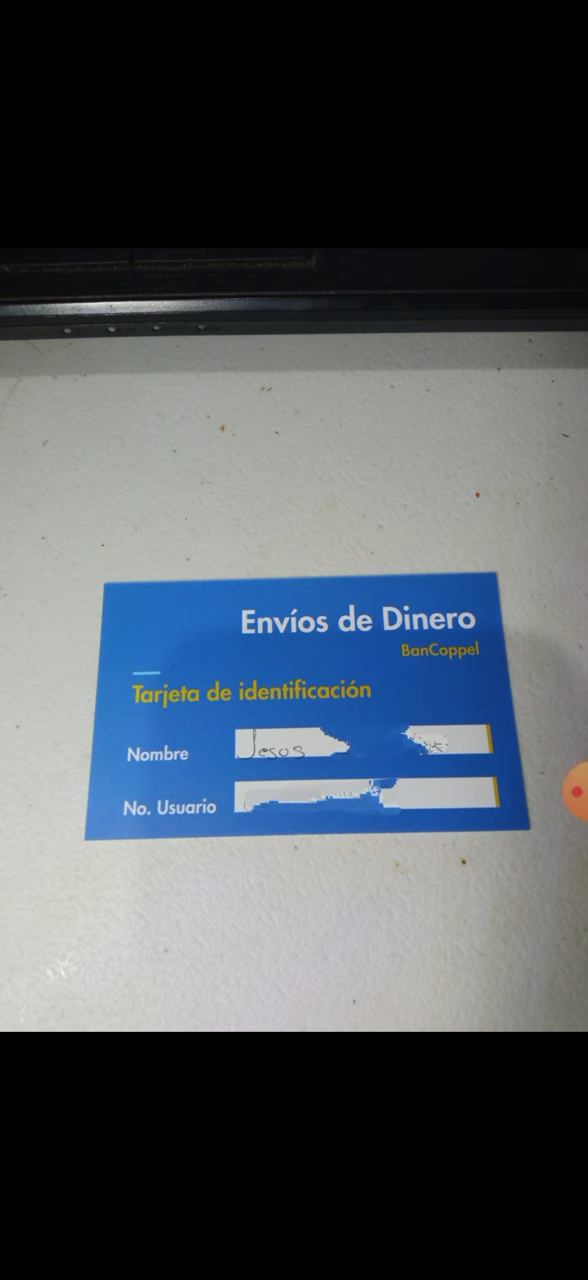 Envíos de Dinero
BanCoppel
Tarjeta de identificación
Nombre Jesus
No. Usuario